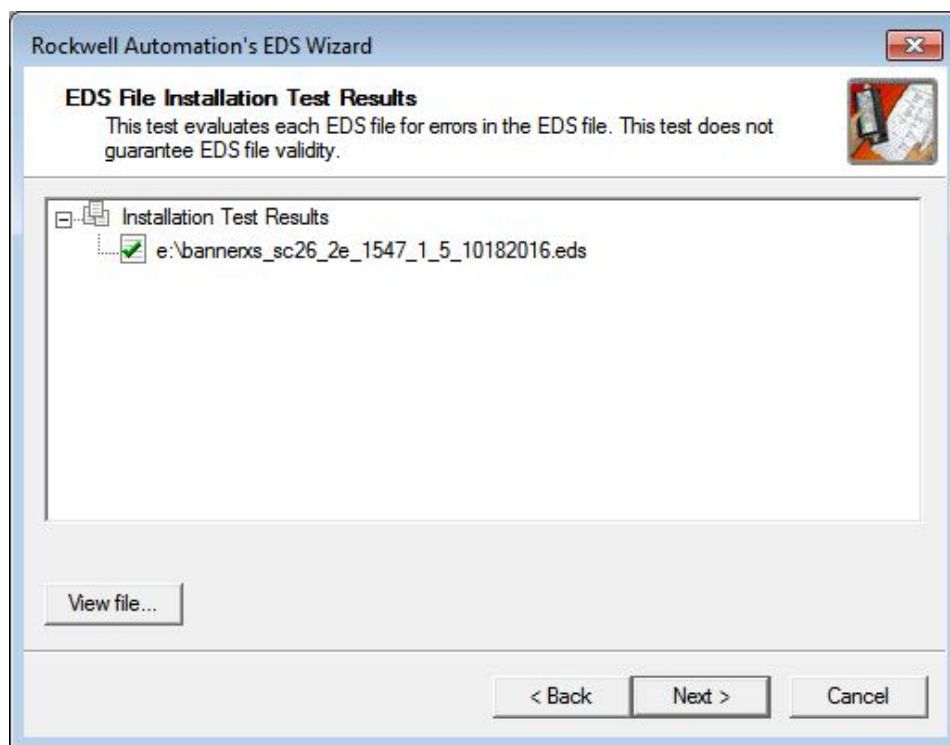 Rockwell Automation's EDS Wizard
EDS File Installation Test Results
This test evaluates each EDS file for errors in the EDS file. This test does not
guarantee EDS file validity.
Installation Test Results
e:\bannerxs_sc26_2e_1547_1_5_10182016.eds
View file...
< Back
Next >
Cancel